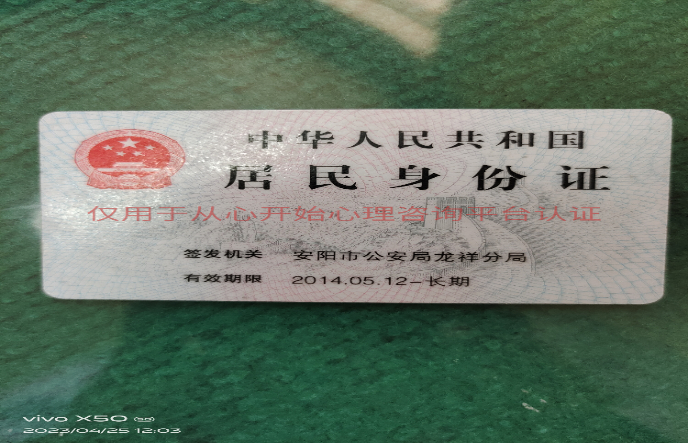 中华人民共和国
居民身份证
仅用于从心开始心理咨询平台认证
签发机关 安阳市公安局龙祥分局
有效期限 2014.05.12-长期
vivo X50 5G
2023/04/25 12:03